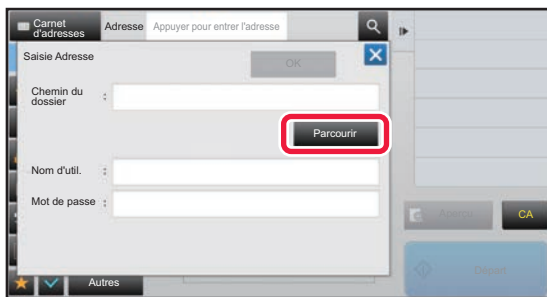 Carnet
d'adresses
Adresse
Appuyer pour entrer l'adresse
Saisie Adresse
OK
Chemin du
dossier :
Parcourir
Nom d'util. :
Mot de passe :
Aperçu
CA
Départ
Autres